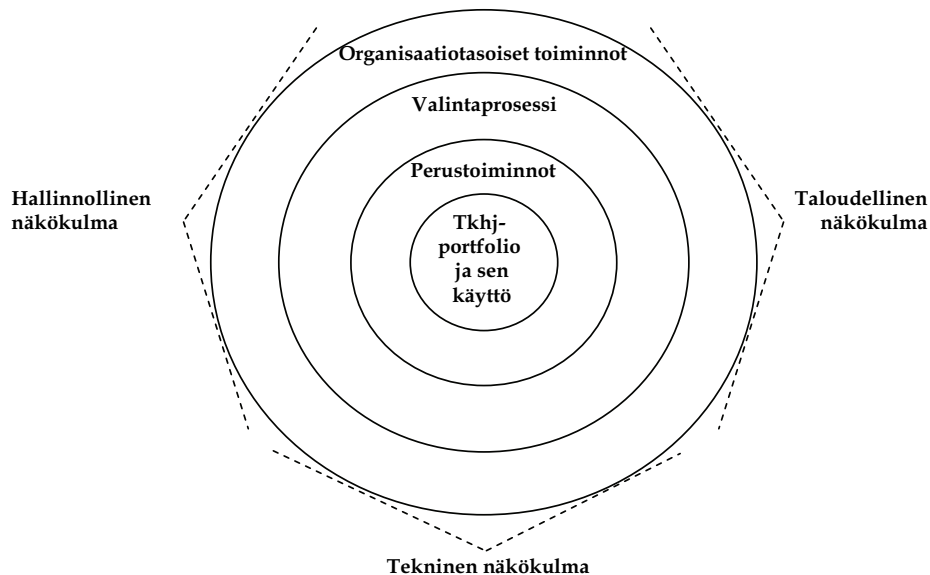 Organisaatiotasoiset toiminnot
Valintaprosessi
Perustoiminnot
Tkhj-
portfolio
ja sen
käyttö
Hallinnollinen
näkökulma
Taloudellinen
näkökulma
Tekninen näkökulma